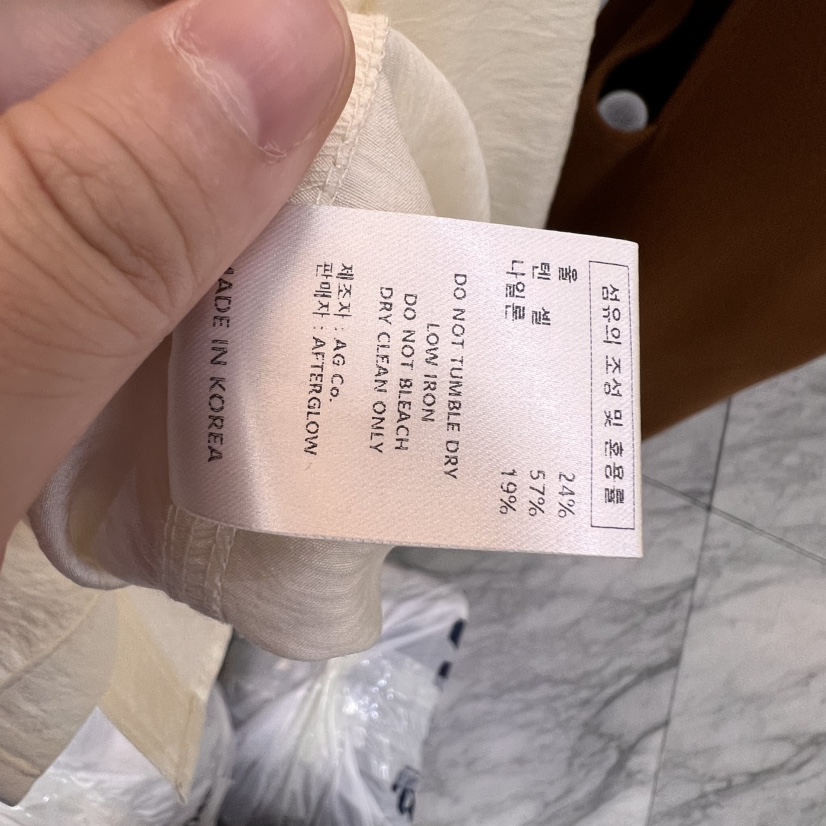 섬유의 조성 및 혼용률
울 24%
텐 셀 57%
나일론 19%
DO NOT TUMBLE DRY
LOW IRON
DO NOT BLEACH
DRY CLEAN ONLY
제조자 : AG Co.
판매자 : AFTERGLOW
MADE IN KOREA